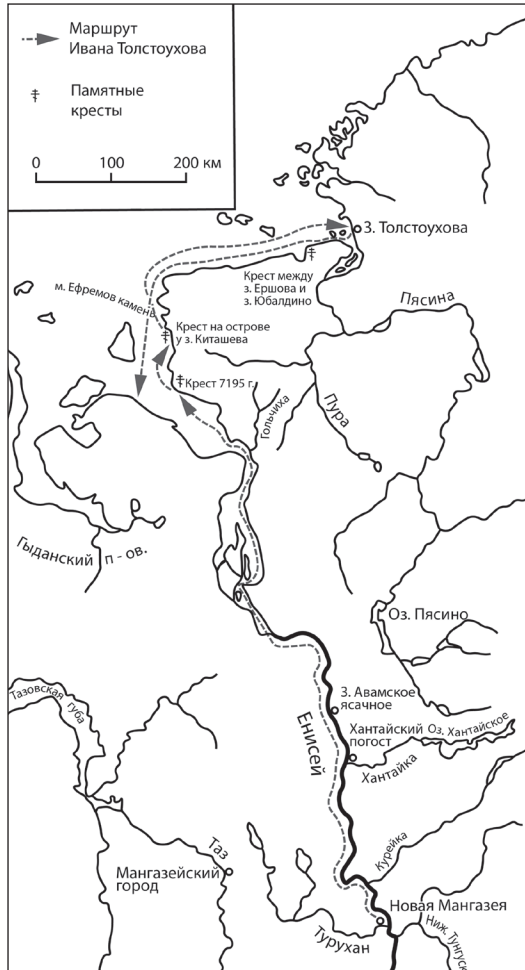 Маршрут
Ивана Толстоухова
Памятные
кресты
0 100 200 км
З. Толстоухова
Крест между
з. Ершова и
з. Юбалдино
м. Ефремов камень
Пясина
Крест на острове
у з. Киташева
Крест 7195 г.
Гольчиха
Пура
Гыданский п - ов.
Оз. Пясино
Тазовская губа
З. Авамское
ясачное
Енисей
Хантайский
погост
Оз. Хантайское
Хантайка
Курейка
Таз
Мангазейский
город
Новая Мангазея
Турухан
Ниж. Тунгуск